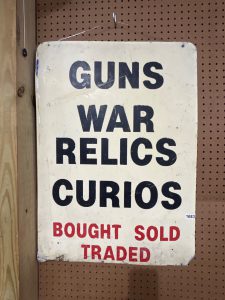 GUNS
WAR
RELICS
CURIOS
BOUGHT SOLD
TRADED